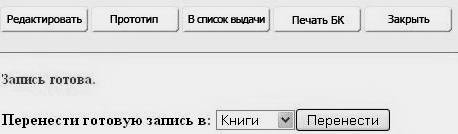 Редактировать Прототип В список выдачи Печать БК Закрыть
Запись готова.
Перенести готовую запись в: Книги Перенести